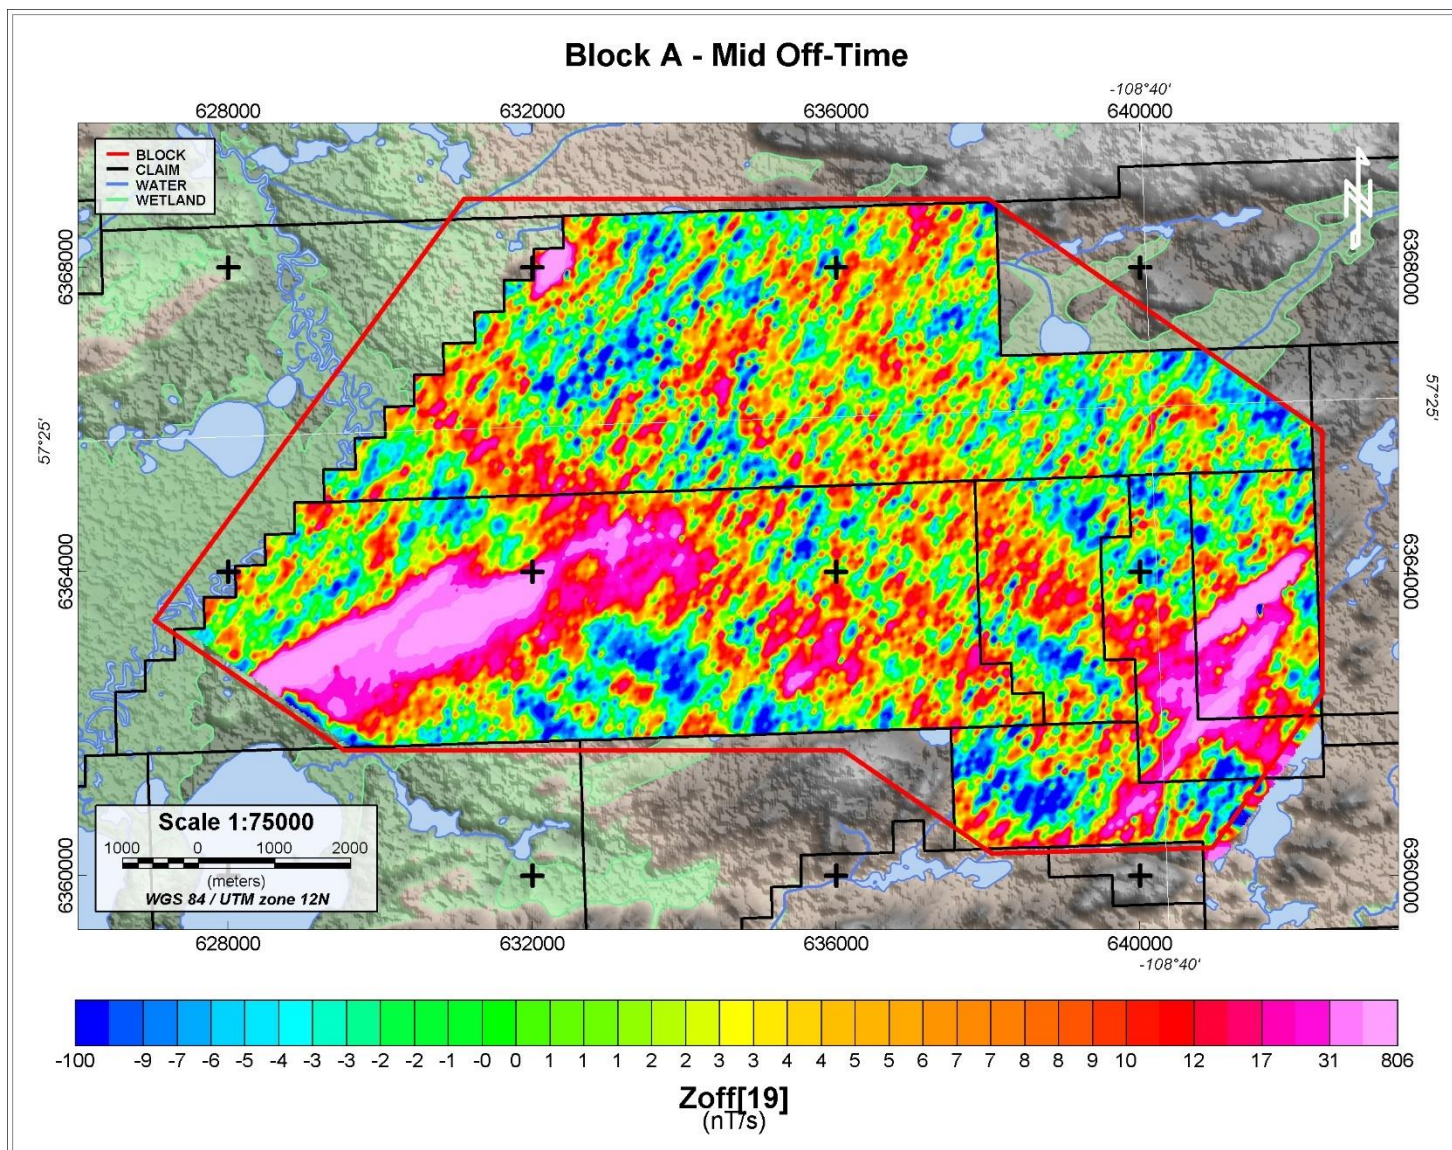 Block A - Mid Off-Time
-108°40'
628000 632000 636000 640000
BLOCK
CLAIM
WATER
WETLAND
N
6368000 6368000
57°25' 57°25'
6364000 6364000
6360000 6360000
Scale 1:75000
1000 0 1000 2000
(meters)
WGS 84 / UTM zone 12N
628000 632000 636000 640000
-108°40'
-100 -9 -7 -6 -5 -4 -3 -3 -2 -2 -1 -0 0 1 1 2 2 3 3 4 4 5 5 6 7 7 8 8 9 10 12 17 31 806
Zoff[19]
(nT/s)